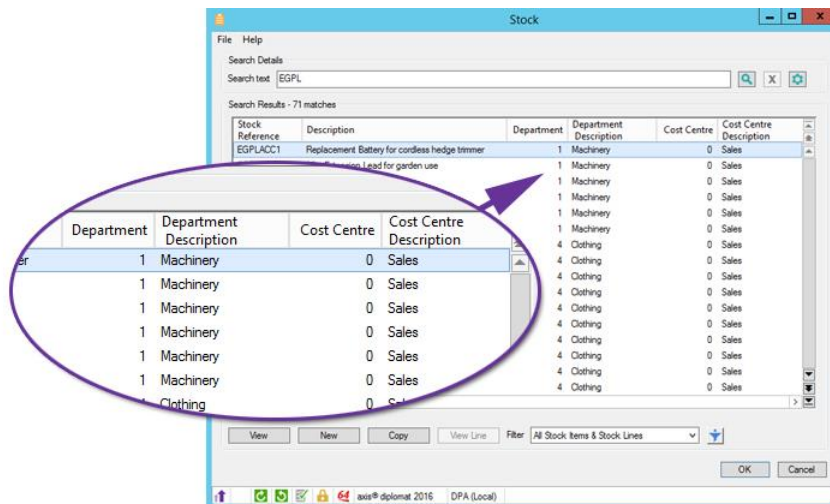 Stock
File Help
Search Details
Search text EGPL
Search Results - 71 matches
Stock Reference Description Department Department Description Cost Centre Cost Centre Description
EGPLACC1 Replacement Battery for cordless hedge trimmer 1 Machinery 0 Sales
Extension Lead for garden use 1 Machinery 0 Sales
1 Machinery 0 Sales
1 Machinery 0 Sales
1 Machinery 0 Sales
1 Machinery 0 Sales
4 Clothing 0 Sales
4 Clothing 0 Sales
4 Clothing 0 Sales
4 Clothing 0 Sales
4 Clothing 0 Sales
4 Clothing 0 Sales
4 Clothing 0 Sales
4 Clothing 0 Sales
4 Clothing 0 Sales
4 Clothing 0 Sales
Department Department Description Cost Centre Cost Centre Description
er 1 Machinery 0 Sales
1 Machinery 0 Sales
1 Machinery 0 Sales
1 Machinery 0 Sales
1 Machinery 0 Sales
1 Machinery 0 Sales
Clothing 0
View New Copy View Line Filter All Stock Items & Stock Lines
OK Cancel
64 axis® diplomat 2016 DPA (Local)